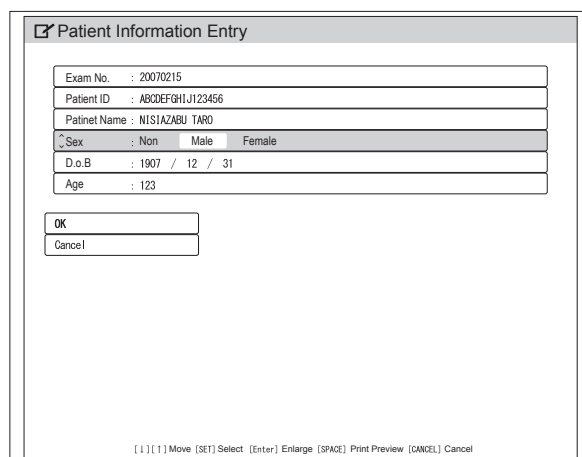 Patient Information Entry
Exam No. : 20070215
Patient ID : ABCDEFGHIJ123456
Patinet Name : NISIAZABU TARO
Sex : Non Male Female
D.o.B : 1907 / 12 / 31
Age : 123
OK
Cancel
[↓][↑] Move [SET] Select [Enter] Enlarge [SPACE] Print Preview [CANCEL] Cancel